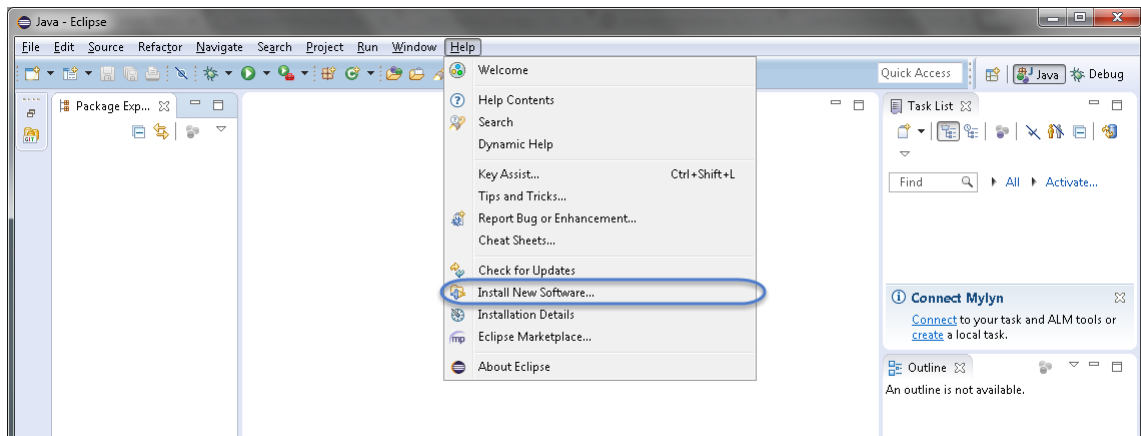 Java - Eclipse
File Edit Source Refactor Navigate Search Project Run Window Help
Quick Access Java Debug
Package Exp...
GIT
Welcome
Help Contents
Search
Dynamic Help
Key Assist... Ctrl+Shift+L
Tips and Tricks...
Report Bug or Enhancement...
Cheat Sheets...
Check for Updates
Install New Software...
Installation Details
mp Eclipse Marketplace...
About Eclipse
Task List
Find All Activate...
Connect Mylyn
Connect to your task and ALM tools or
create a local task.
Outline
An outline is not available.